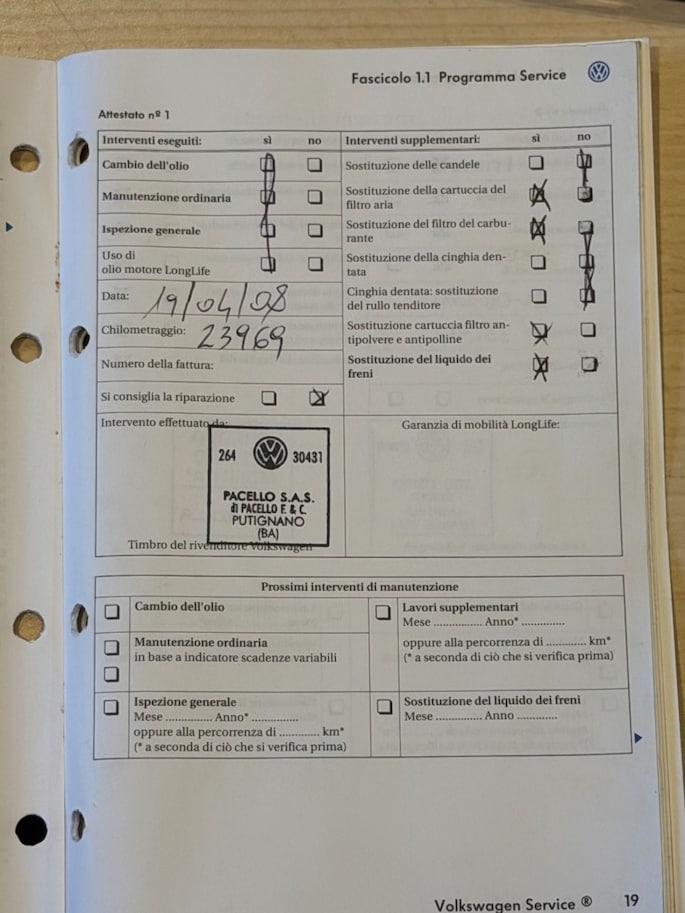 Fascicolo 1.1 Programma Service
Attestato nº 1
Interventi eseguiti: sì no
Cambio dell'olio
Manutenzione ordinaria
Ispezione generale
Uso di
olio motore LongLife
Data: 19/04/08
Chilometraggio: 23969
Numero della fattura:
Si consiglia la riparazione
Interventi supplementari: sì no
Sostituzione delle candele
Sostituzione della cartuccia del
filtro aria
Sostituzione del filtro del carbu-
rante
Sostituzione della cinghia den-
tata
Cinghia dentata: sostituzione
del rullo tenditore
Sostituzione cartuccia filtro an-
tipolvere e antipolline
Sostituzione del liquido dei
freni
Intervento effettuato da:
264 30431
PACELLO S.A.S.
di PACELLO F. & C.
PUTIGNANO
(BA)
Timbro del rivenditore Volkswagen
Garanzia di mobilità LongLife:
Prossimi interventi di manutenzione
Cambio dell'olio
Manutenzione ordinaria
in base a indicatore scadenze variabili
Ispezione generale
Mese ............... Anno* ...............
oppure alla percorrenza di ............ km*
(* a seconda di ciò che si verifica prima)
Lavori supplementari
Mese ............... Anno* .............
oppure alla percorrenza di ............ km*
(* a seconda di ciò che si verifica prima)
Sostituzione del liquido dei freni
Mese .............. Anno ............
Volkswagen Service ® 19